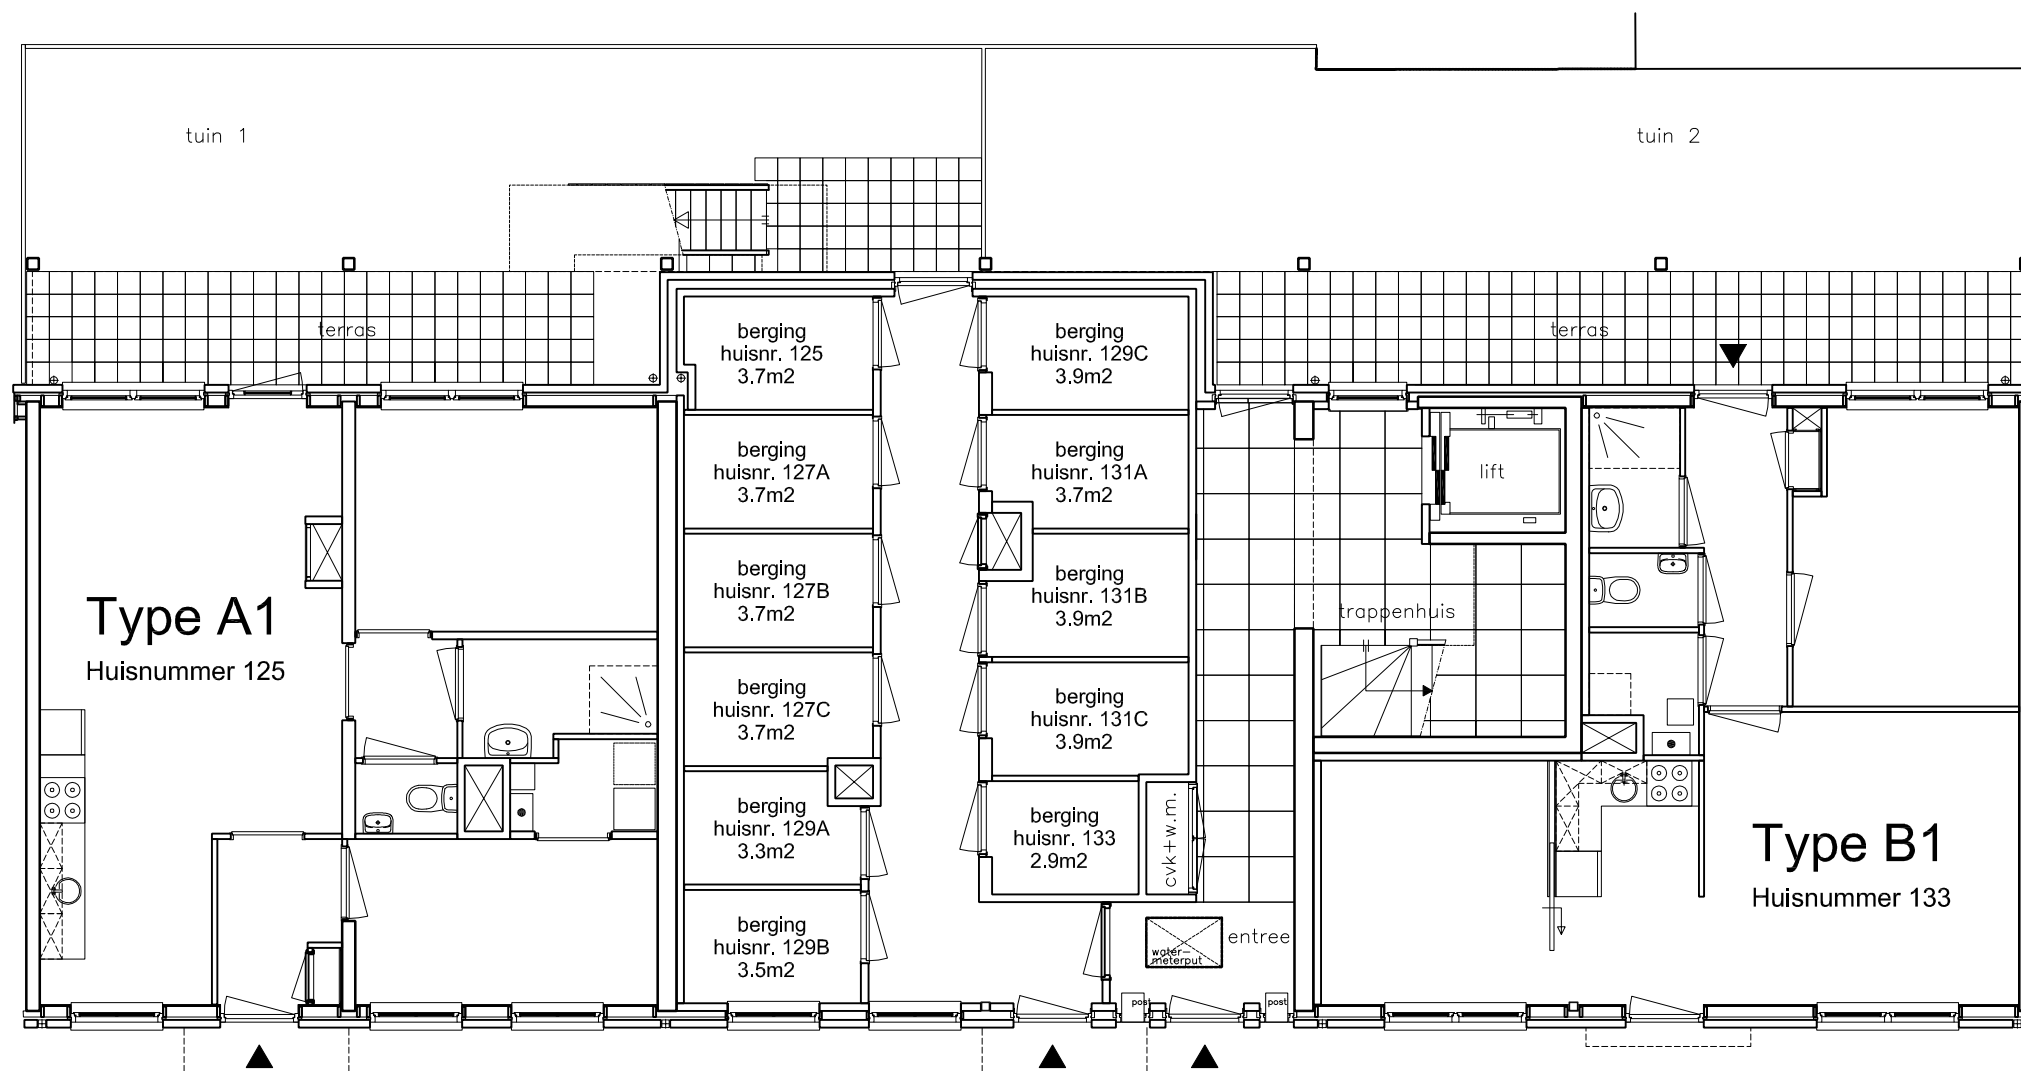 tuin 1
tuin 2
terras
terras
berging
huisnr. 125
3.7m2
berging
huisnr. 129C
3.9m2
berging
huisnr. 127A
3.7m2
berging
huisnr. 131A
3.7m2
lift
berging
huisnr. 127B
3.7m2
berging
huisnr. 131B
3.9m2
trappenhuis
Type A1
Huisnummer 125
berging
huisnr. 127C
3.7m2
berging
huisnr. 131C
3.9m2
berging
huisnr. 129A
3.3m2
berging
huisnr. 133
2.9m2
cvk+w.m.
Type B1
Huisnummer 133
berging
huisnr. 129B
3.5m2
water-
meterput
entree
post
post